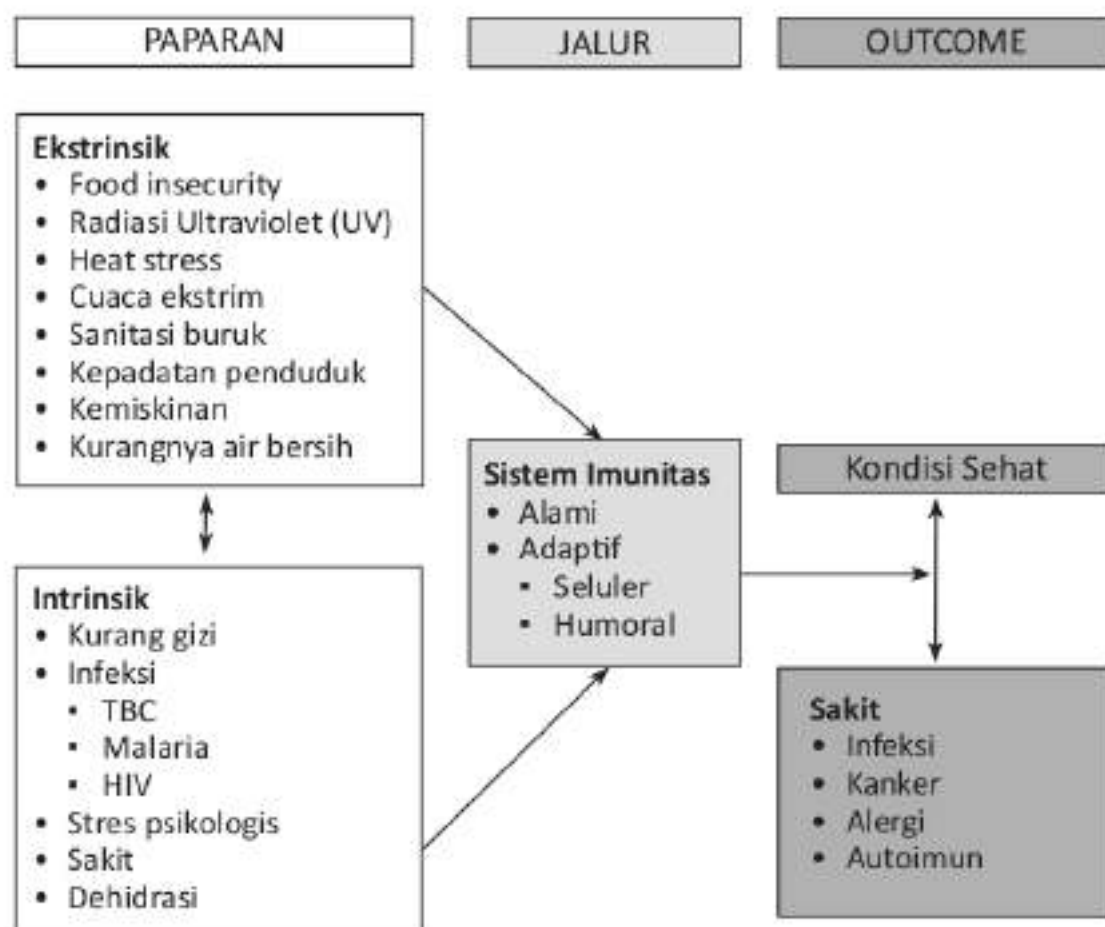 PAPARAN
JALUR
OUTCOME
Ekstrinsik
• Food insecurity
• Radiasi Ultraviolet (UV)
• Heat stress
• Cuaca ekstrim
• Sanitasi buruk
• Kepadatan penduduk
• Kemiskinan
• Kurangnya air bersih
Intrinsik
• Kurang gizi
• Infeksi
▪ TBC
▪ Malaria
▪ HIV
• Stres psikologis
• Sakit
• Dehidrasi
Sistem Imunitas
• Alami
• Adaptif
▪ Seluler
▪ Humoral
Kondisi Sehat
Sakit
• Infeksi
• Kanker
• Alergi
• Autoimun